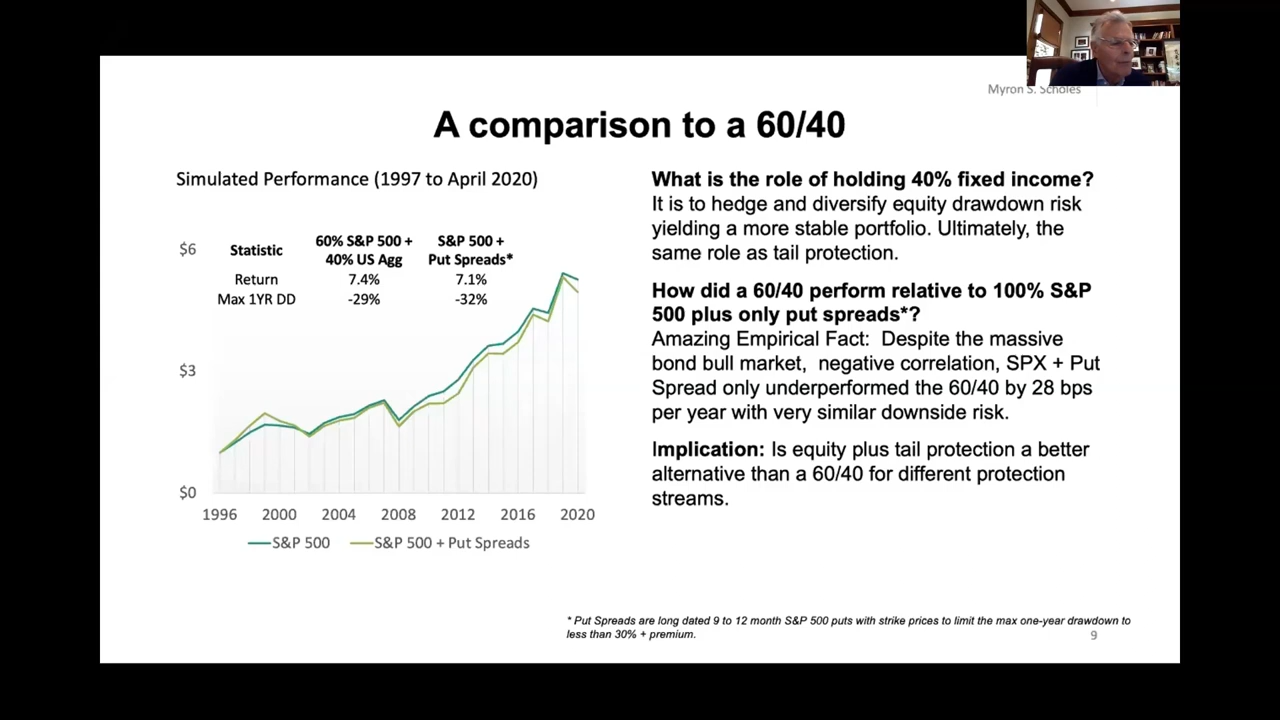 Myron S. Scholes
A comparison to a 60/40
Simulated Performance (1997 to April 2020)
$6
$3
$0
Statistic 60% S&P 500 + 40% US Agg S&P 500 + Put Spreads*
Return 7.4% 7.1%
Max 1YR DD -29% -32%
1996 2000 2004 2008 2012 2016 2020
S&P 500 S&P 500 + Put Spreads
What is the role of holding 40% fixed income?
It is to hedge and diversify equity drawdown risk
yielding a more stable portfolio. Ultimately, the
same role as tail protection.
How did a 60/40 perform relative to 100% S&P
500 plus only put spreads*?
Amazing Empirical Fact: Despite the massive
bond bull market, negative correlation, SPX + Put
Spread only underperformed the 60/40 by 28 bps
per year with very similar downside risk.
Implication: Is equity plus tail protection a better
alternative than a 60/40 for different protection
streams.
* Put Spreads are long dated 9 to 12 month S&P 500 puts with strike prices to limit the max one-year drawdown to
less than 30% + premium.
9